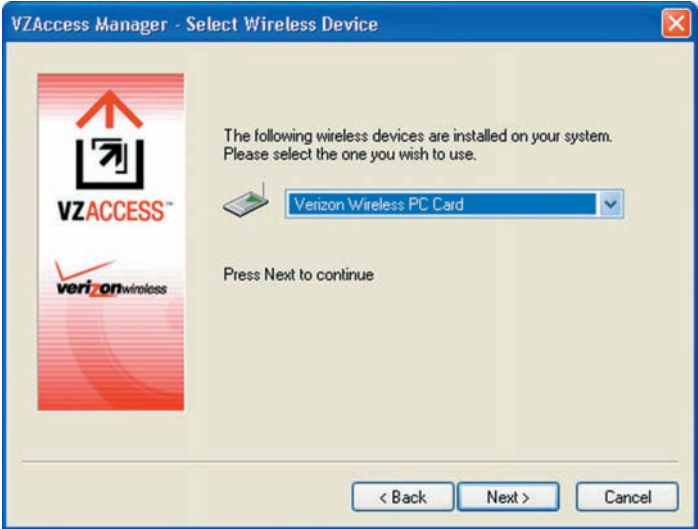 VZAccess Manager - Select Wireless Device
VZACCESS™
verizonwireless
The following wireless devices are installed on your system.
Please select the one you wish to use.
Verizon Wireless PC Card
Press Next to continue
< Back
Next >
Cancel